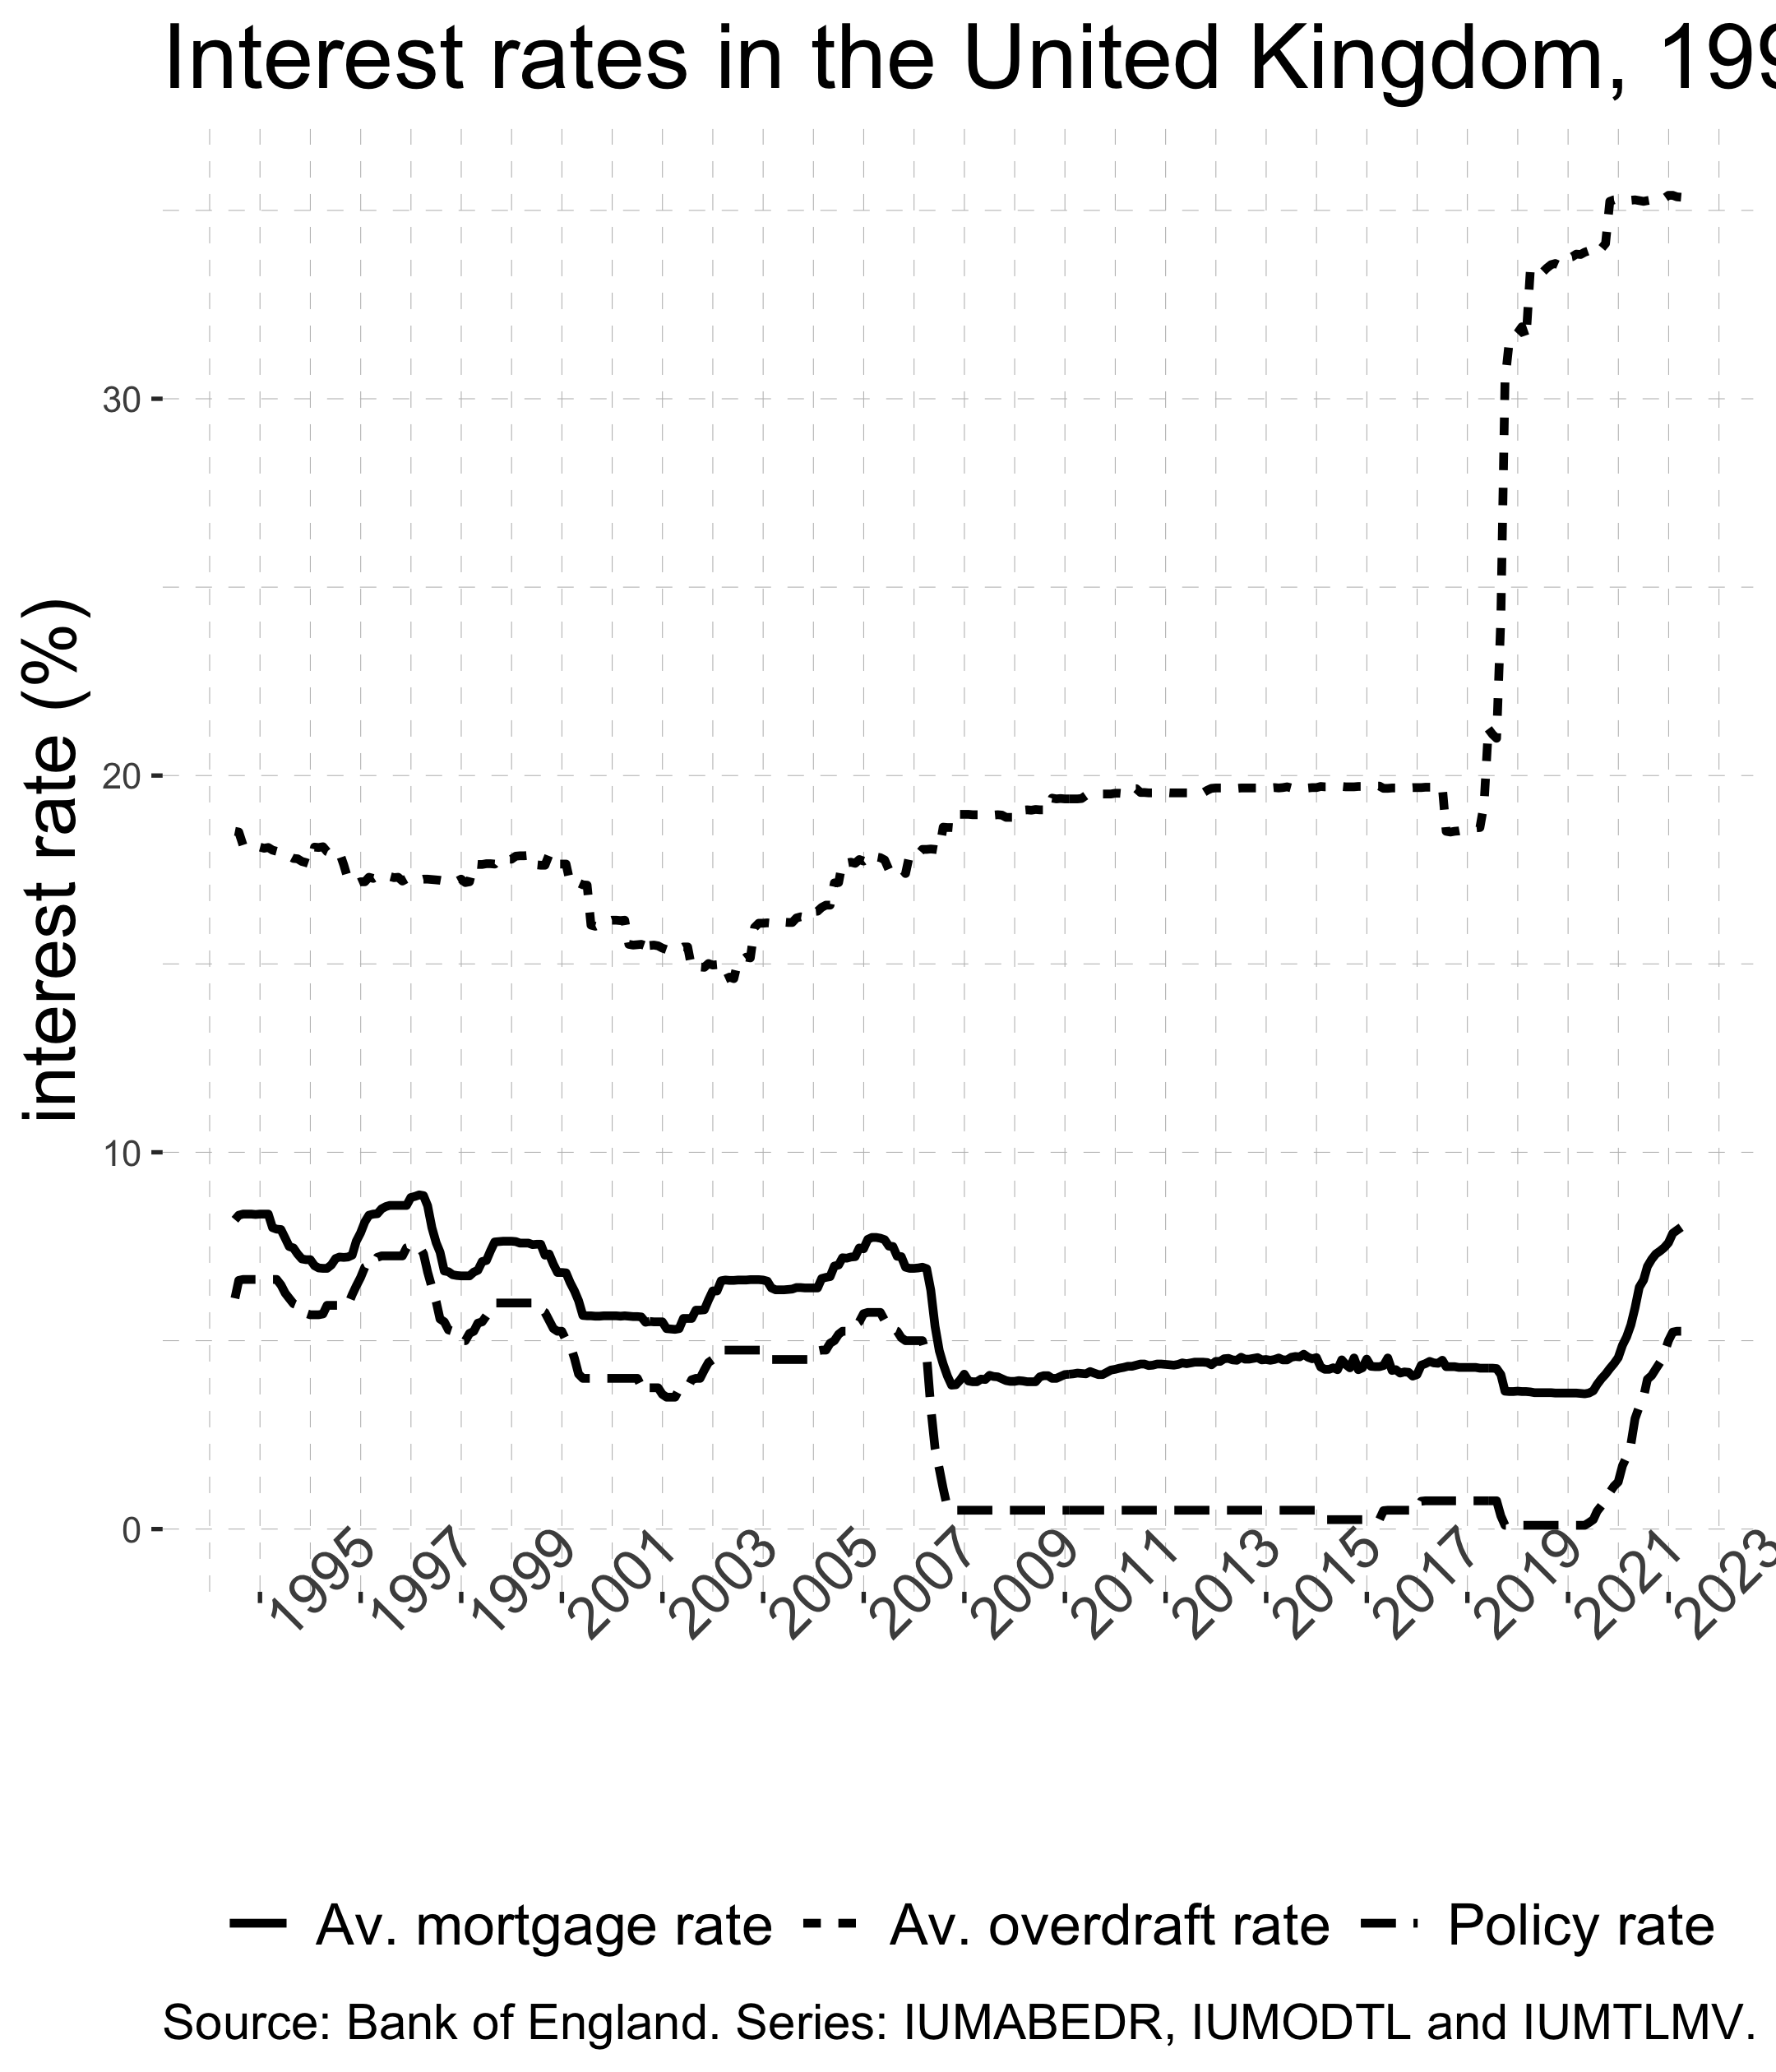 Interest rates in the United Kingdom, 199
interest rate (%)
30
20
10
0
1995 1997 1999 2001 2003 2005 2007 2009 2011 2013 2015 2017 2019 2021 2023
Av. mortgage rate Av. overdraft rate Policy rate
Source: Bank of England. Series: IUMABEDR, IUMODTL and IUMTLMV.